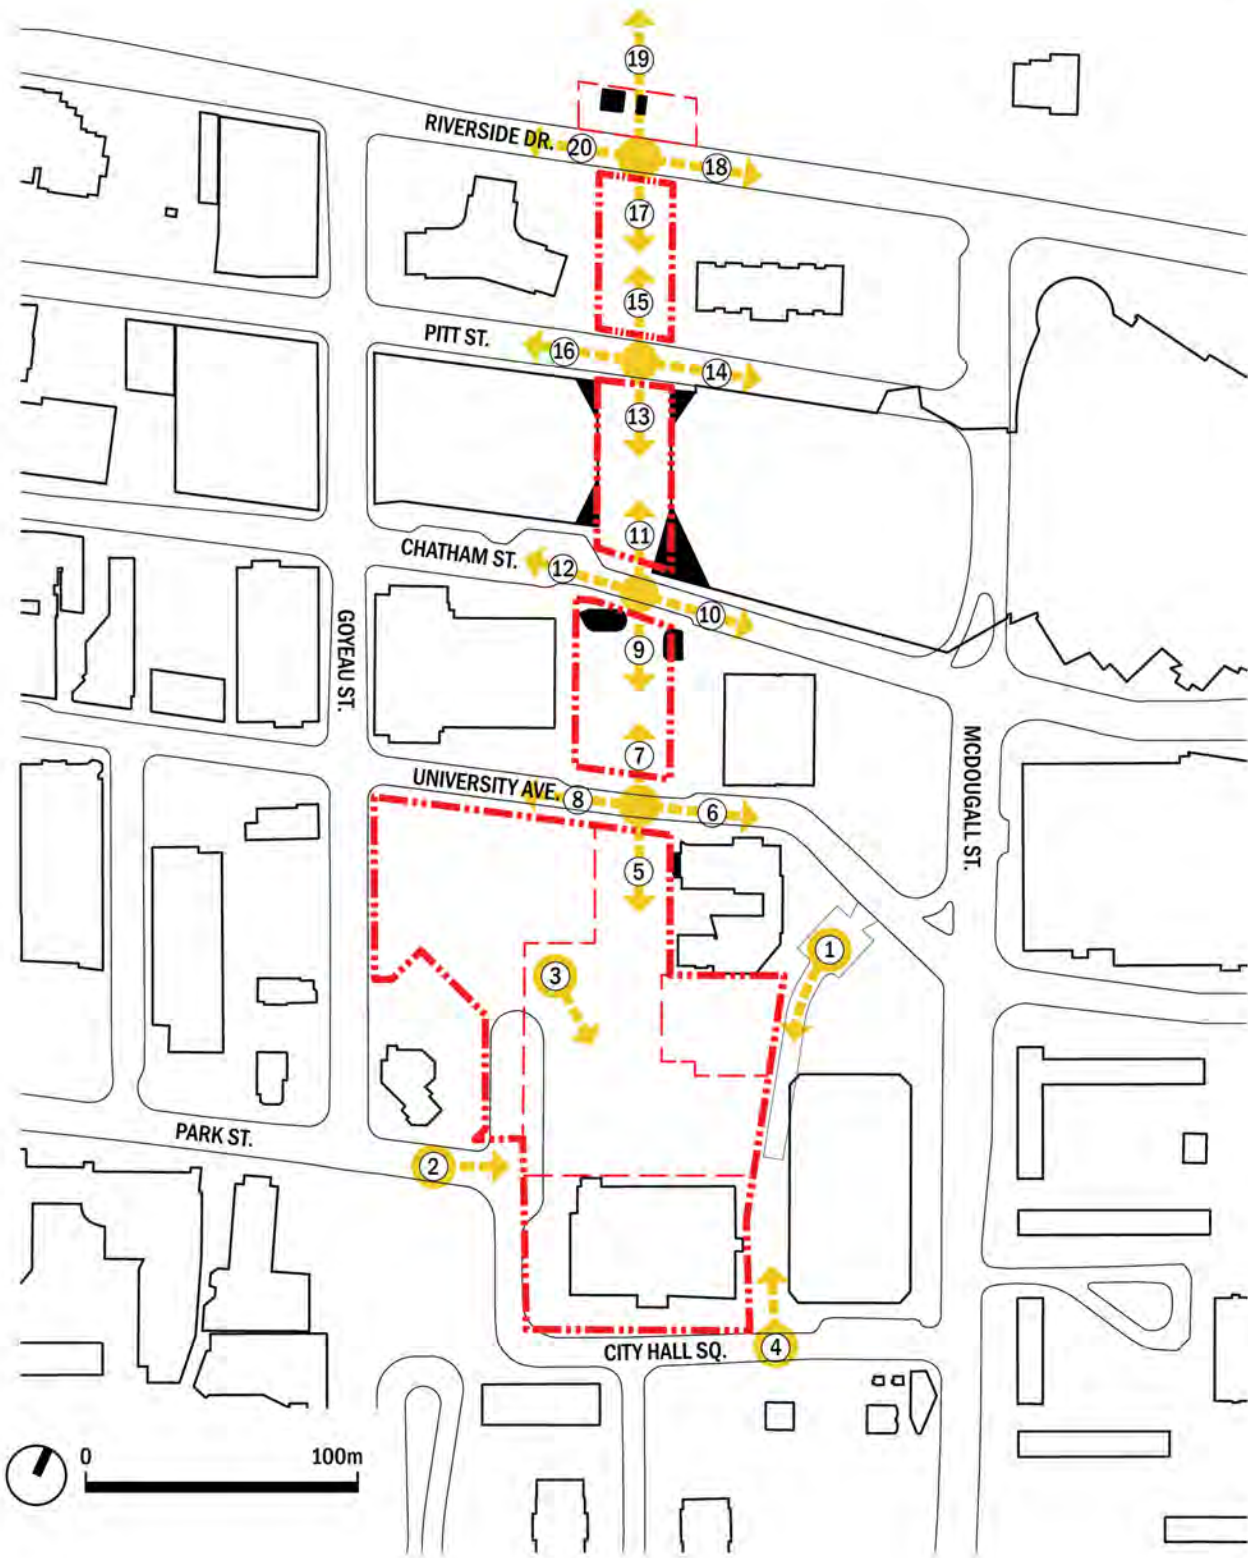 19
RIVERSIDE DR.
20
18
17
15
PITT ST.
16
14
13
11
CHATHAM ST.
12
10
GOYEAU ST.
9
7
MCDOUGALL ST.
UNIVERSITY AVE.
8
6
5
1
3
PARK ST.
2
CITY HALL SQ.
4
0 100m